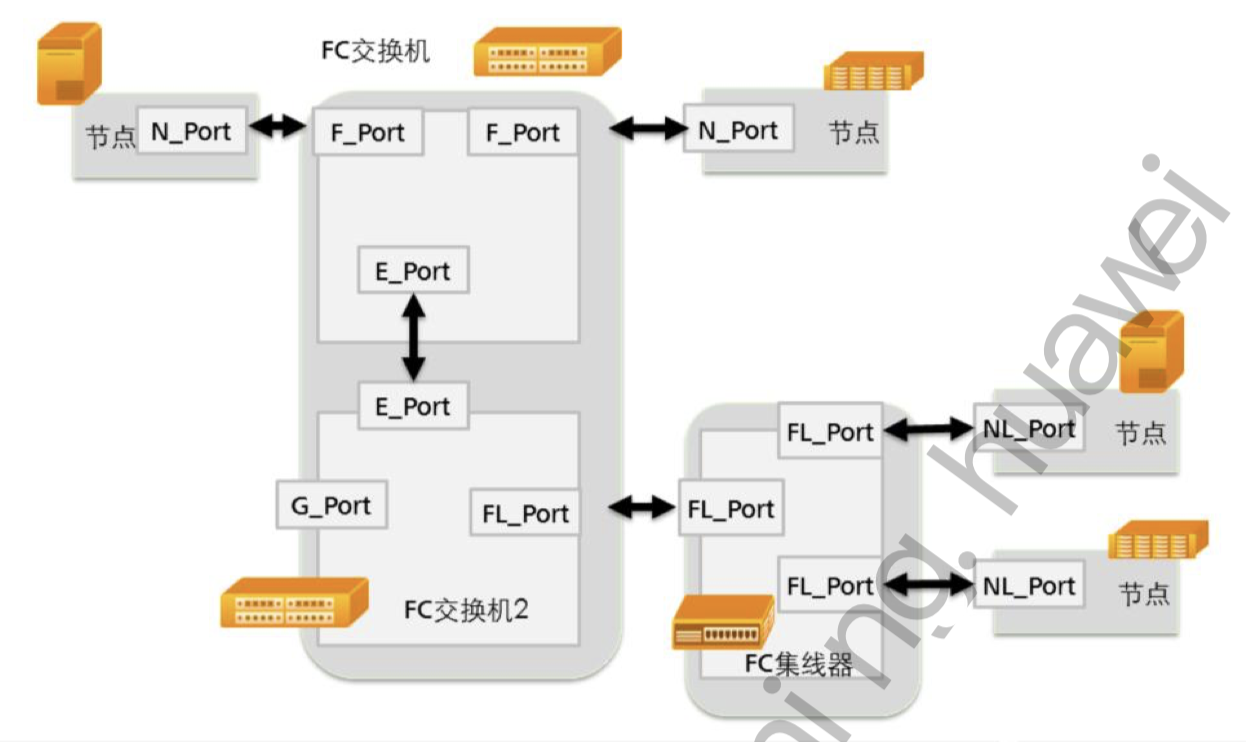 FC交换机
节点
N_Port
F_Port
F_Port
N_Port
节点
E_Port
E_Port
G_Port
FL_Port
FC交换机2
FL_Port
FL_Port
FL_Port
FC集线器
NL_Port
节点
NL_Port
节点
ni ng. huawei